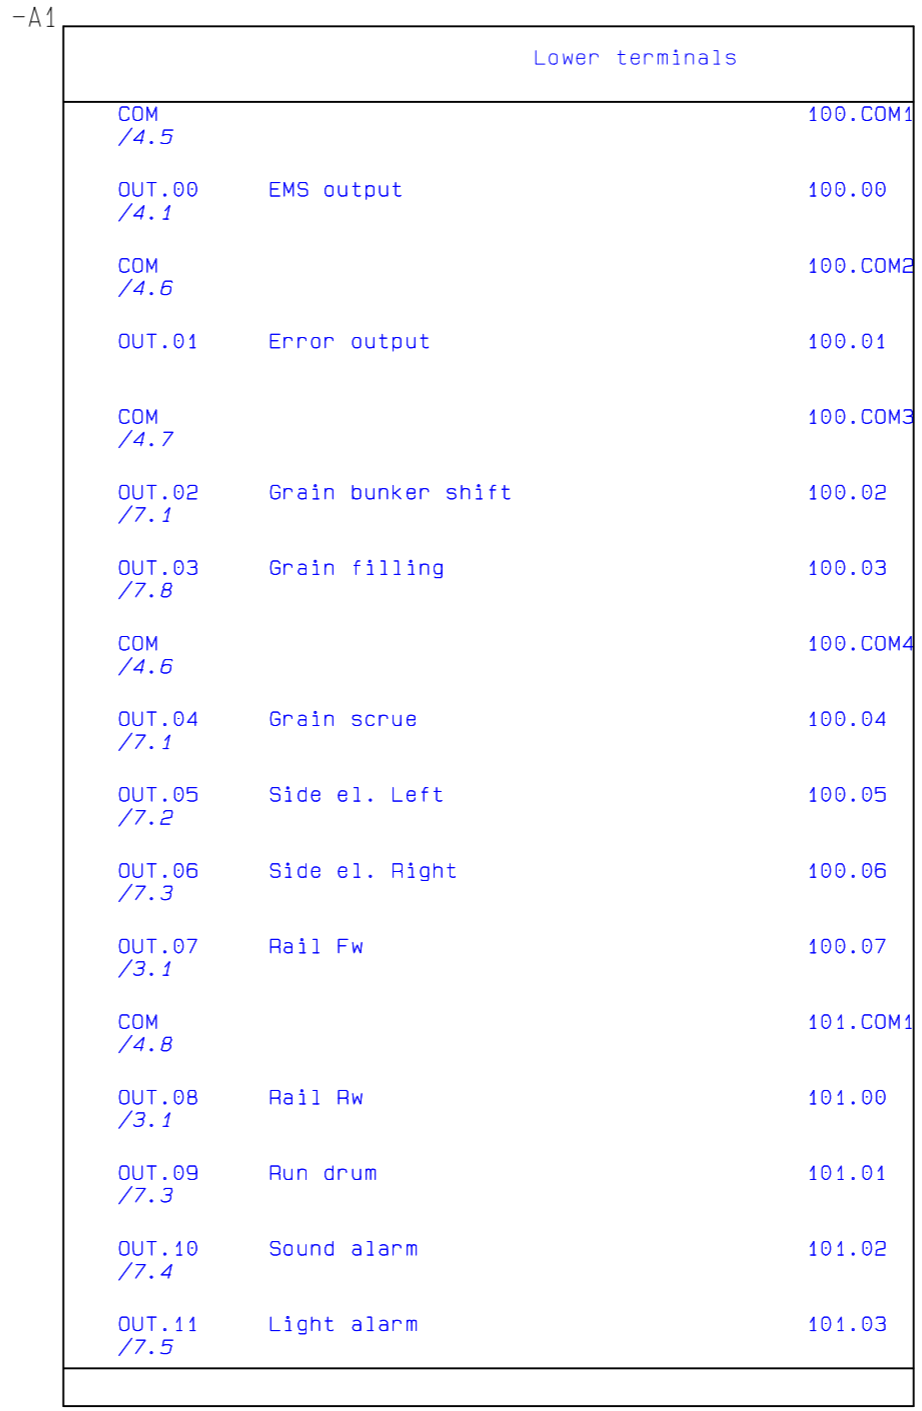 -A1
Lower terminals
COM 100.COM1
/4.5
OUT.00 EMS output 100.00
/4.1
COM 100.COM2
/4.6
OUT.01 Error output 100.01
COM 100.COM3
/4.7
OUT.02 Grain bunker shift 100.02
/7.1
OUT.03 Grain filling 100.03
/7.8
COM 100.COM4
/4.6
OUT.04 Grain scrue 100.04
/7.1
OUT.05 Side el. Left 100.05
/7.2
OUT.06 Side el. Right 100.06
/7.3
OUT.07 Rail Fw 100.07
/3.1
COM 101.COM1
/4.8
OUT.08 Rail Rw 101.00
/3.1
OUT.09 Run drum 101.01
/7.3
OUT.10 Sound alarm 101.02
/7.4
OUT.11 Light alarm 101.03
/7.5